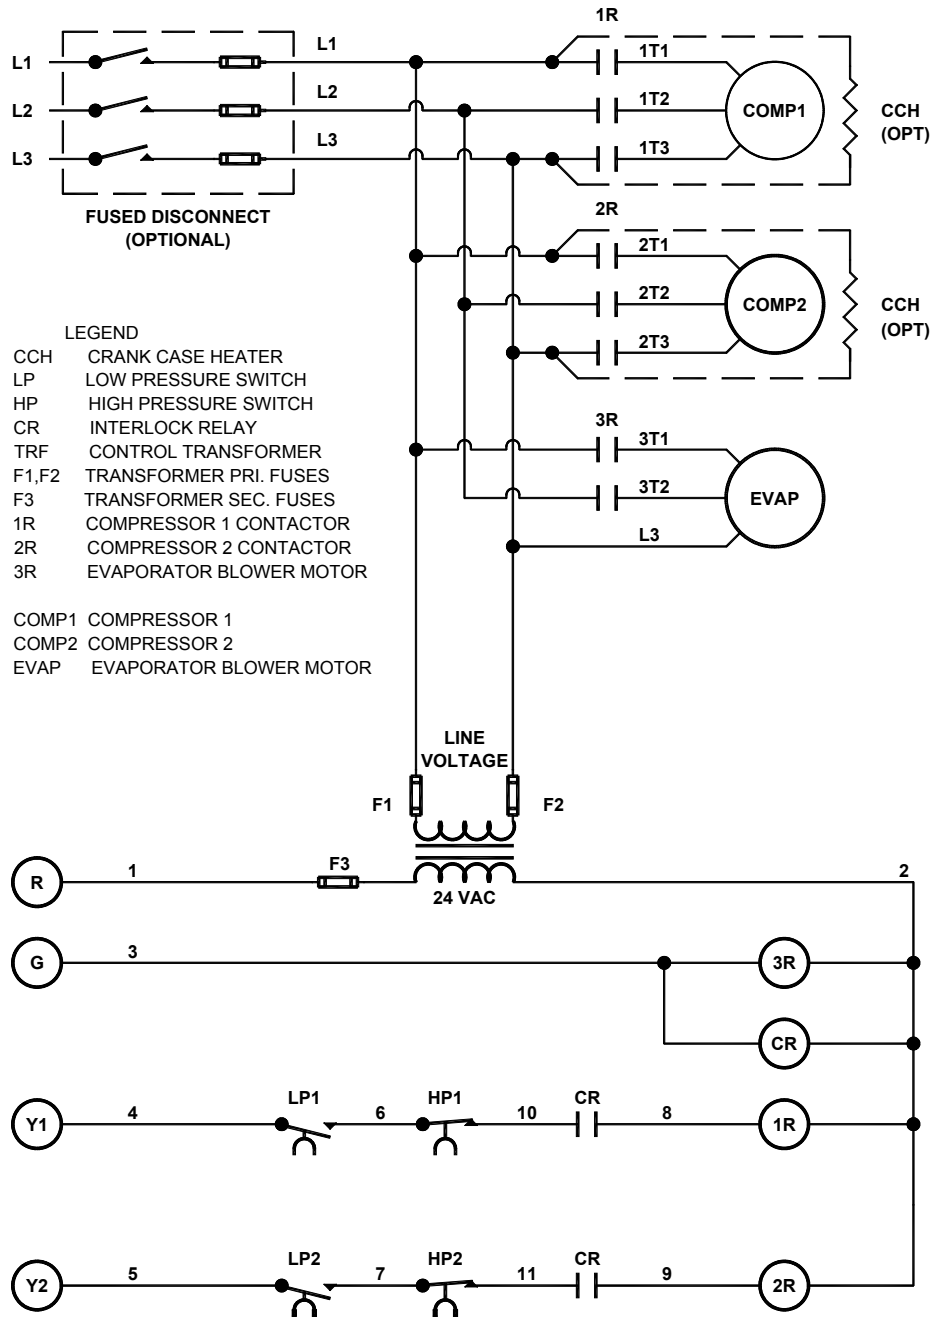 1R
L1
L1
1T1
L2
L2
1T2
COMP1
CCH
(OPT)
L3
L3
1T3
FUSED DISCONNECT
(OPTIONAL)
2R
2T1
2T2
COMP2
CCH
(OPT)
2T3
LEGEND
CCH CRANK CASE HEATER
LP LOW PRESSURE SWITCH
HP HIGH PRESSURE SWITCH
CR INTERLOCK RELAY
TRF CONTROL TRANSFORMER
F1,F2 TRANSFORMER PRI. FUSES
F3 TRANSFORMER SEC. FUSES
1R COMPRESSOR 1 CONTACTOR
2R COMPRESSOR 2 CONTACTOR
3R EVAPORATOR BLOWER MOTOR
COMP1 COMPRESSOR 1
COMP2 COMPRESSOR 2
EVAP EVAPORATOR BLOWER MOTOR
3R
3T1
3T2
EVAP
L3
LINE
VOLTAGE
F1
F2
R
1
F3
24 VAC
2
G
3
3R
CR
Y1
4
LP1
6
HP1
10
CR
8
1R
Y2
5
LP2
7
HP2
11
CR
9
2R